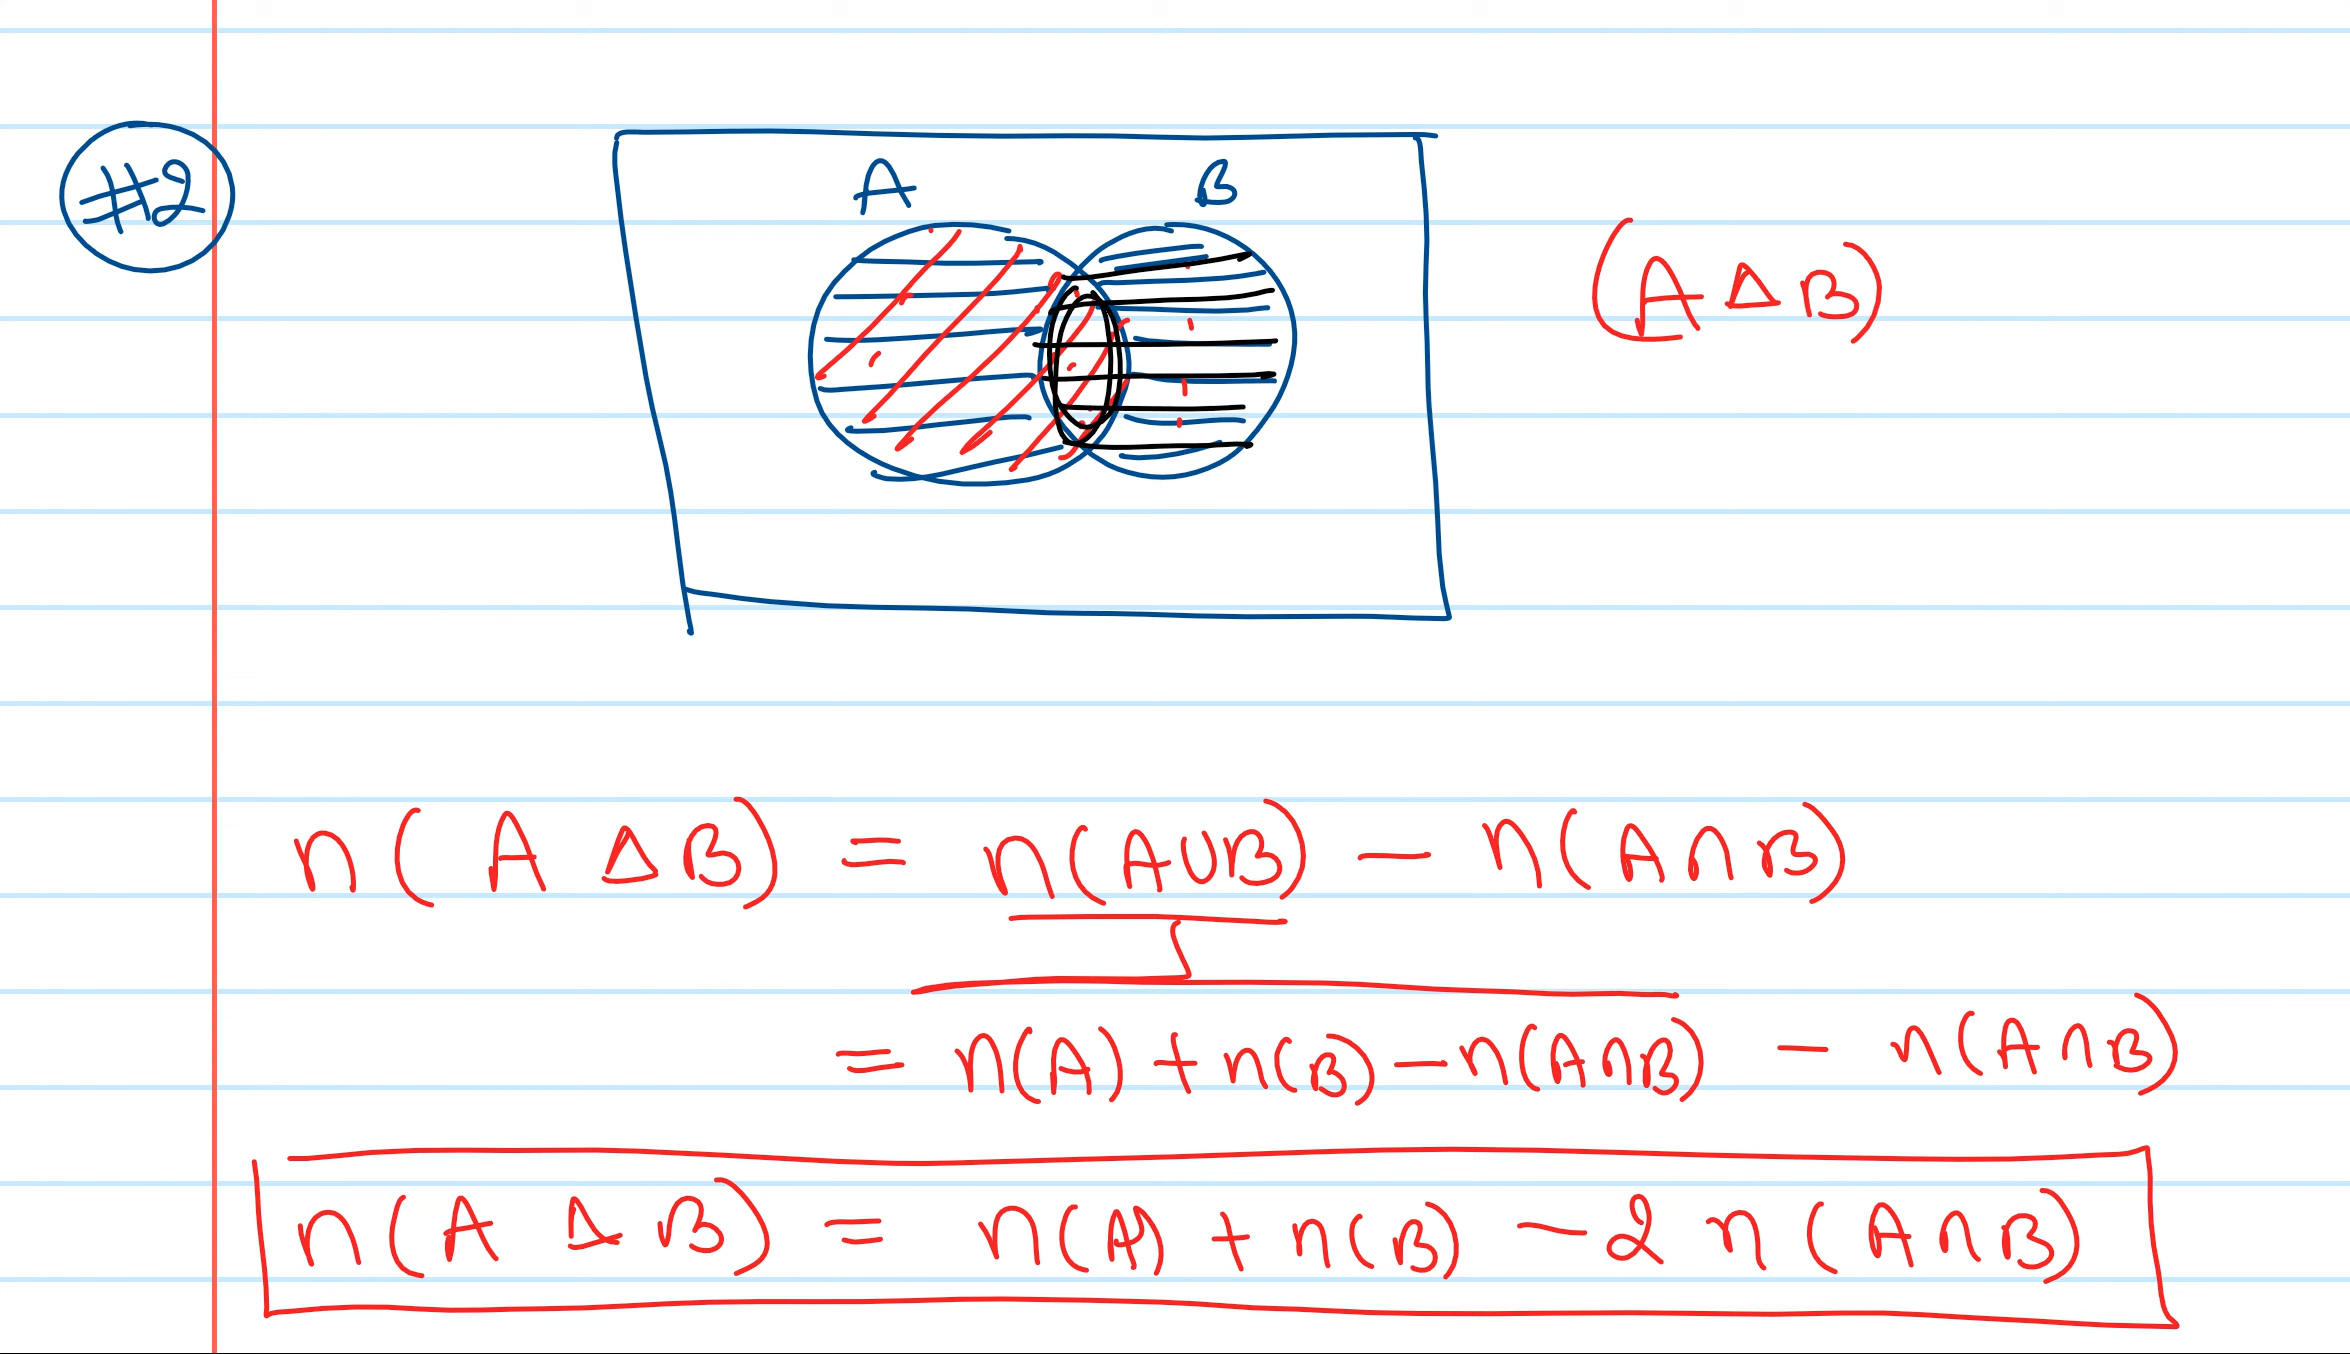 #2
A B
(A Δ B)
n(A Δ B) = n(A∪B) − n(A∩B)
= n(A) + n(B) − n(A∩B) − n(A∩B)
n(A Δ B) = n(A) + n(B) − 2 n(A∩B)